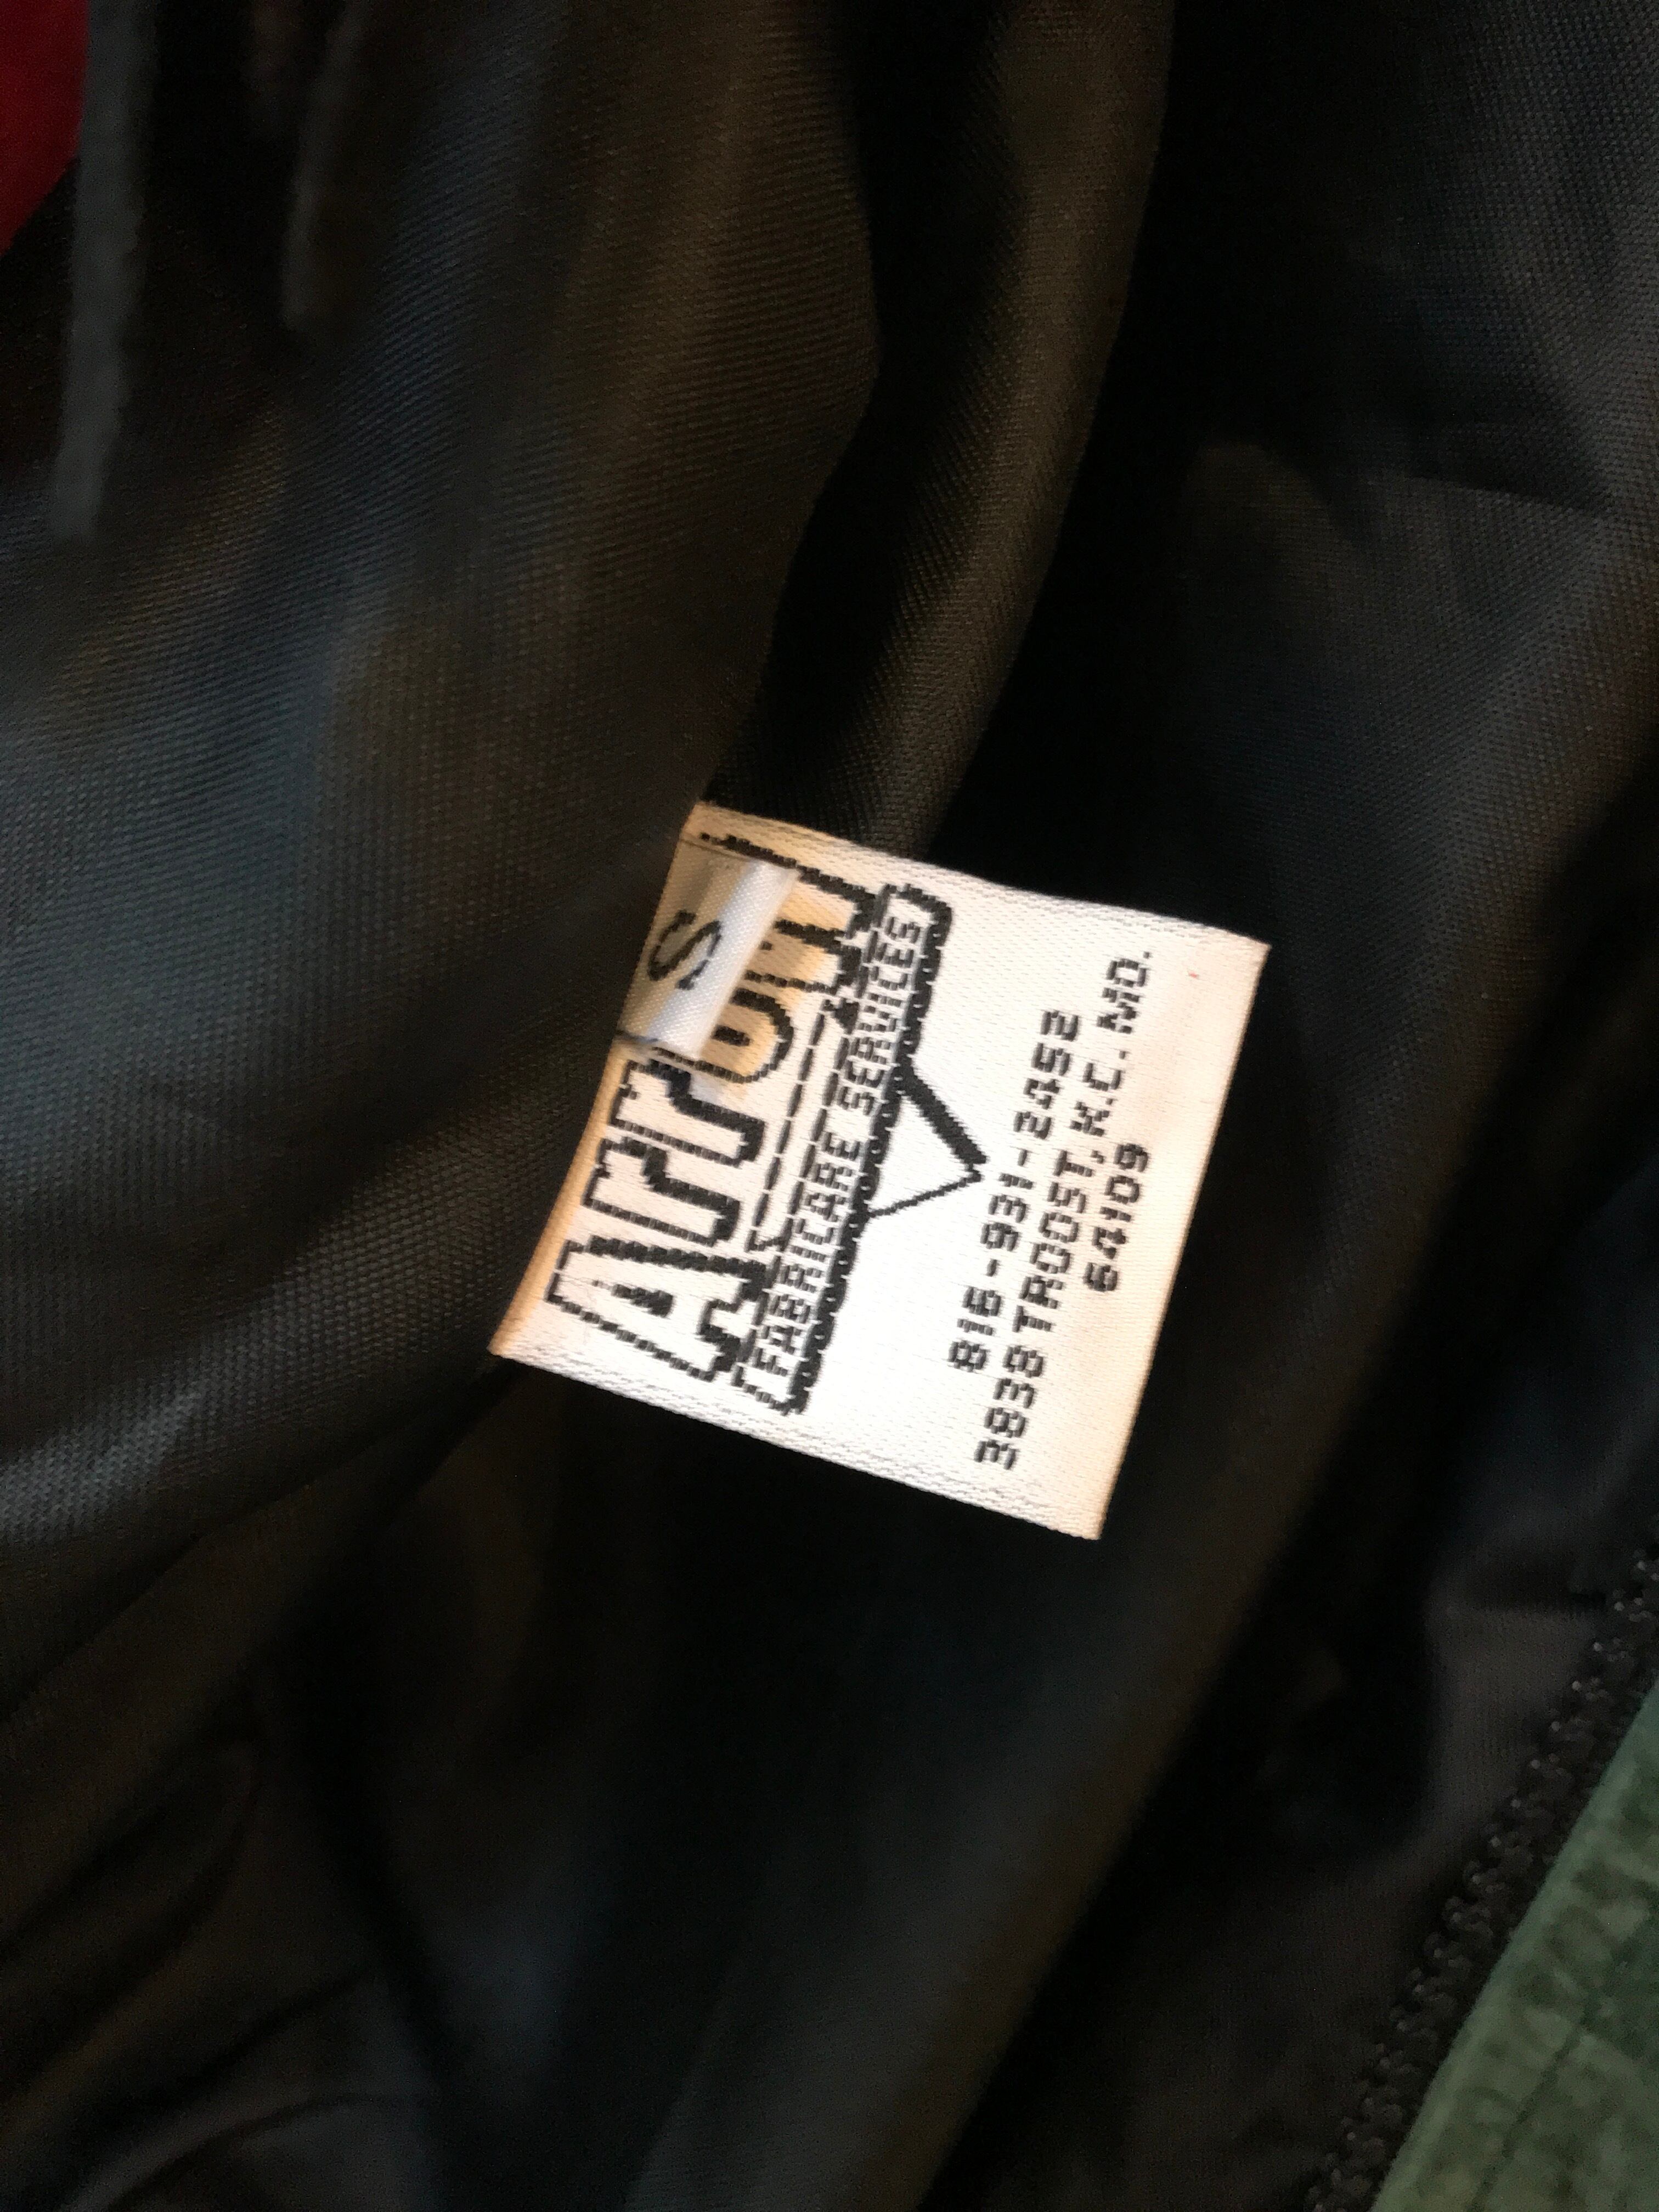 S
Arrow
FABRICARE SERVICES
816-931-2452
3838 TROOST, K.C. MO.
64109